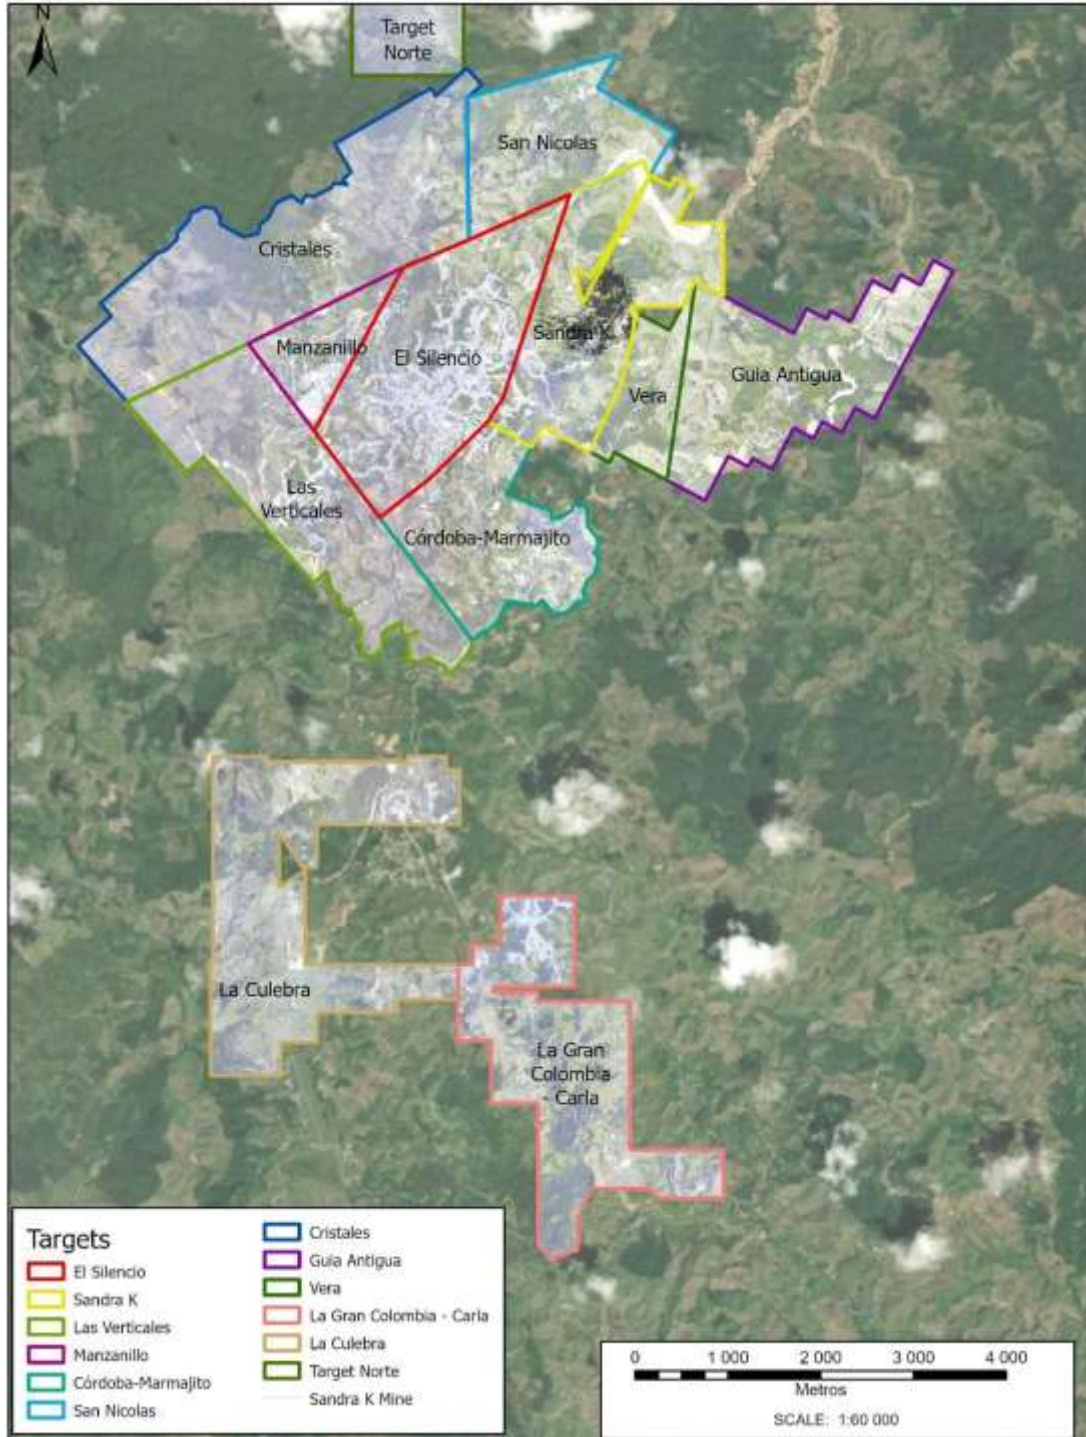 N
Target
Norte
San Nicolas
Cristales
Manzanillo
El Silencio
Sandra K
Guia Antigua
Vera
Las
Verticales
Córdoba-Marmajito
La Culebra
La Gran
Colombia
- Carla
Targets
El Silencio
Sandra K
Las Verticales
Manzanillo
Córdoba-Marmajito
San Nicolas
Cristales
Guia Antigua
Vera
La Gran Colombia - Carla
La Culebra
Target Norte
Sandra K Mine
0 1 000 2 000 3 000 4 000
Metros
SCALE: 1:60 000